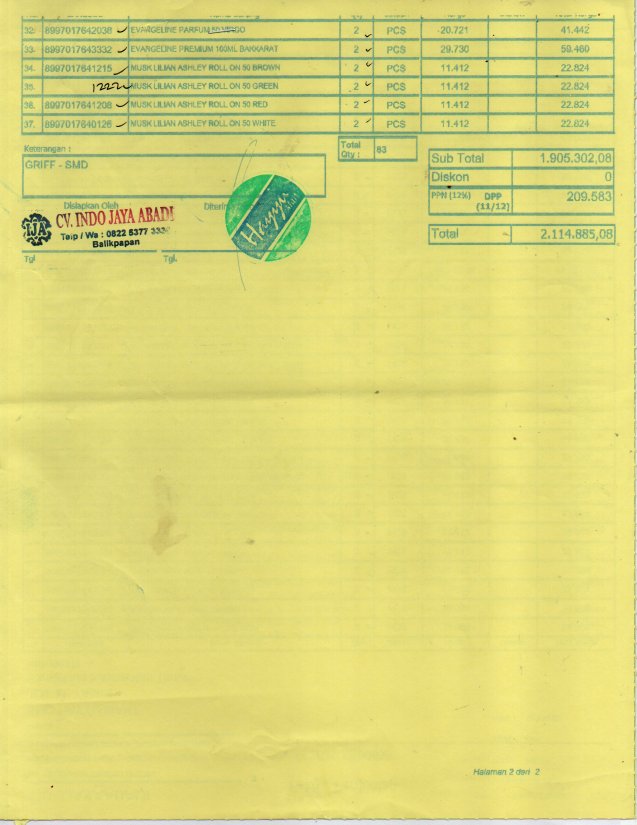 32. 8997017642038 EVANGELINE PARFUM 2 PCS 20.721 41.442
33. 8997017643332 EVANGELINE PREMIUM 100ML BAKKARAT 2 PCS 29.730 59.460
34. 8997017641215 MUSK LILIAN ASHLEY ROLL ON 50 BROWN 2 PCS 11.412 22.824
35. 1222 MUSK LILIAN ASHLEY ROLL ON 50 GREEN 2 PCS 11.412 22.824
36. 8997017641208 MUSK LILIAN ASHLEY ROLL ON 50 RED 2 PCS 11.412 22.824
37. 8997017640126 MUSK LILIAN ASHLEY ROLL ON 50 WHITE 2 PCS 11.412 22.824
Keterangan :
GRIFF - SMD
Total Qty : 83
Sub Total 1.905.302,08
Diskon 0
PPN (12%) DPP (11/12) 209.583
Total 2.114.885,08
Disiapkan Oleh
IJA
CV. INDO JAYA ABADI
Telp / Wa : 0822 5377
Balikpapan
Hayyi
Tgl Tgl.
Halaman 2 dari 2